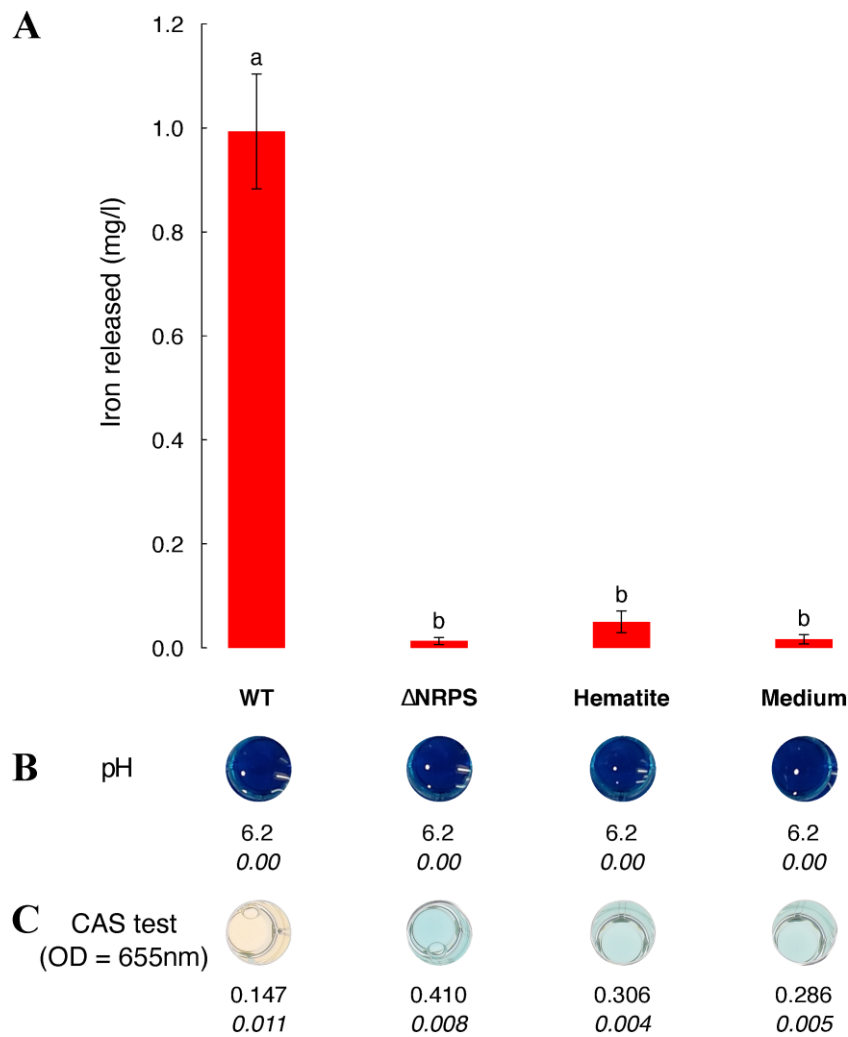 A
1.2
1.0
0.8
0.6
0.4
0.2
0.0
Iron released (mg/l)
a
b
b
b
WT ΔNRPS Hematite Medium
B pH
6.2 6.2 6.2 6.2
0.00 0.00 0.00 0.00
C CAS test
(OD = 655nm)
0.147 0.410 0.306 0.286
0.011 0.008 0.004 0.005